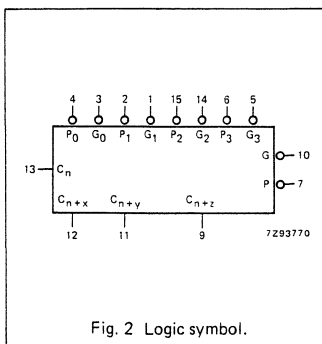 4 3 2 1 15 14 6 5
P0 G0 P1 G1 P2 G2 P3 G3
G 10
13 Cn
P 7
Cn+x Cn+y Cn+z
12 11 9 7Z93770
Fig. 2 Logic symbol.